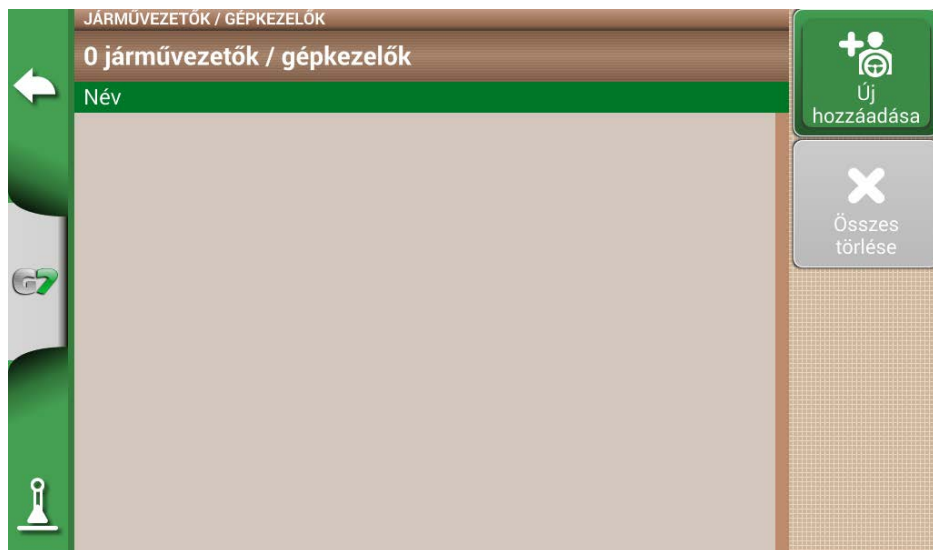 JÁRMŰVEZETŐK / GÉPKEZELŐK
0 járművezetők / gépkezelők
Név
Új
hozzáadása
Összes
törlése
G7